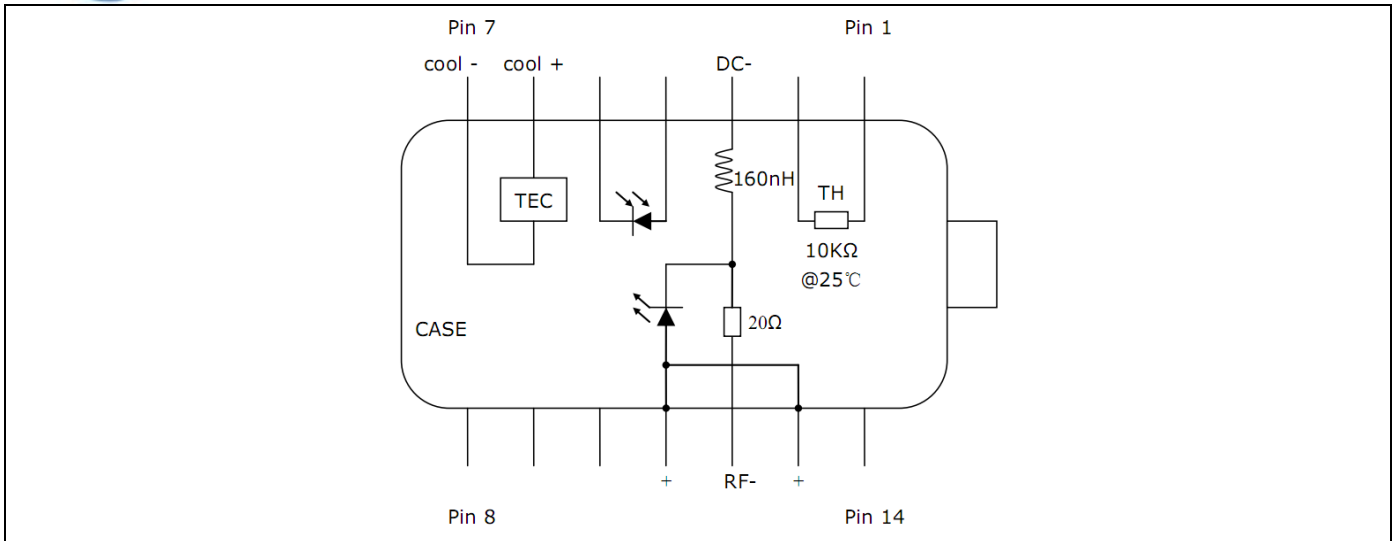 Pin 7 Pin 1
cool - cool + DC-
160nH
TH
TEC
10KΩ
@25℃
CASE
20Ω
+ RF- +
Pin 8 Pin 14